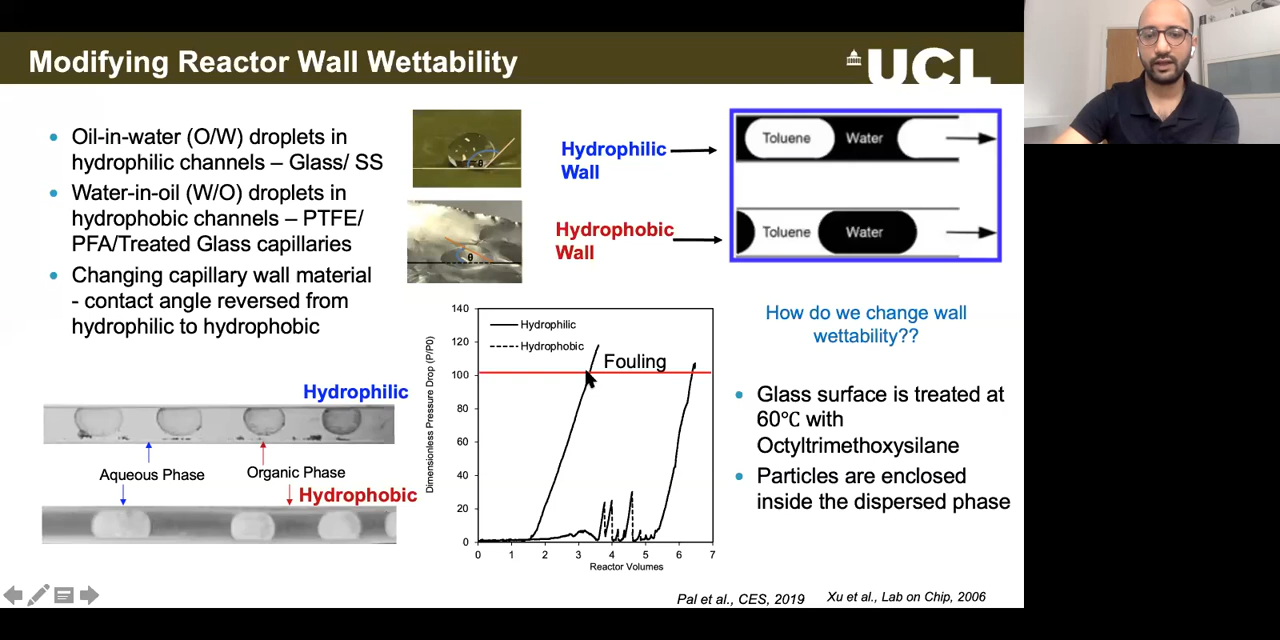 Modifying Reactor Wall Wettability
UCL
Oil-in-water (O/W) droplets in
hydrophilic channels – Glass/ SS
Water-in-oil (W/O) droplets in
hydrophobic channels – PTFE/
PFA/Treated Glass capillaries
Changing capillary wall material
- contact angle reversed from
hydrophilic to hydrophobic
θ
θ
Hydrophilic
Wall
Hydrophobic
Wall
Toluene Water
Toluene Water
Hydrophilic
Aqueous Phase
Organic Phase
Hydrophobic
Dimensionless Pressure Drop (P/P0)
140
120
100
80
60
40
20
0
Hydrophilic
Hydrophobic
Fouling
0 1 2 3 4 5 6 7
Reactor Volumes
How do we change wall
wettability??
Glass surface is treated at
60°C with
Octyltrimethoxysilane
Particles are enclosed
inside the dispersed phase
Pal et al., CES, 2019
Xu et al., Lab on Chip, 2006